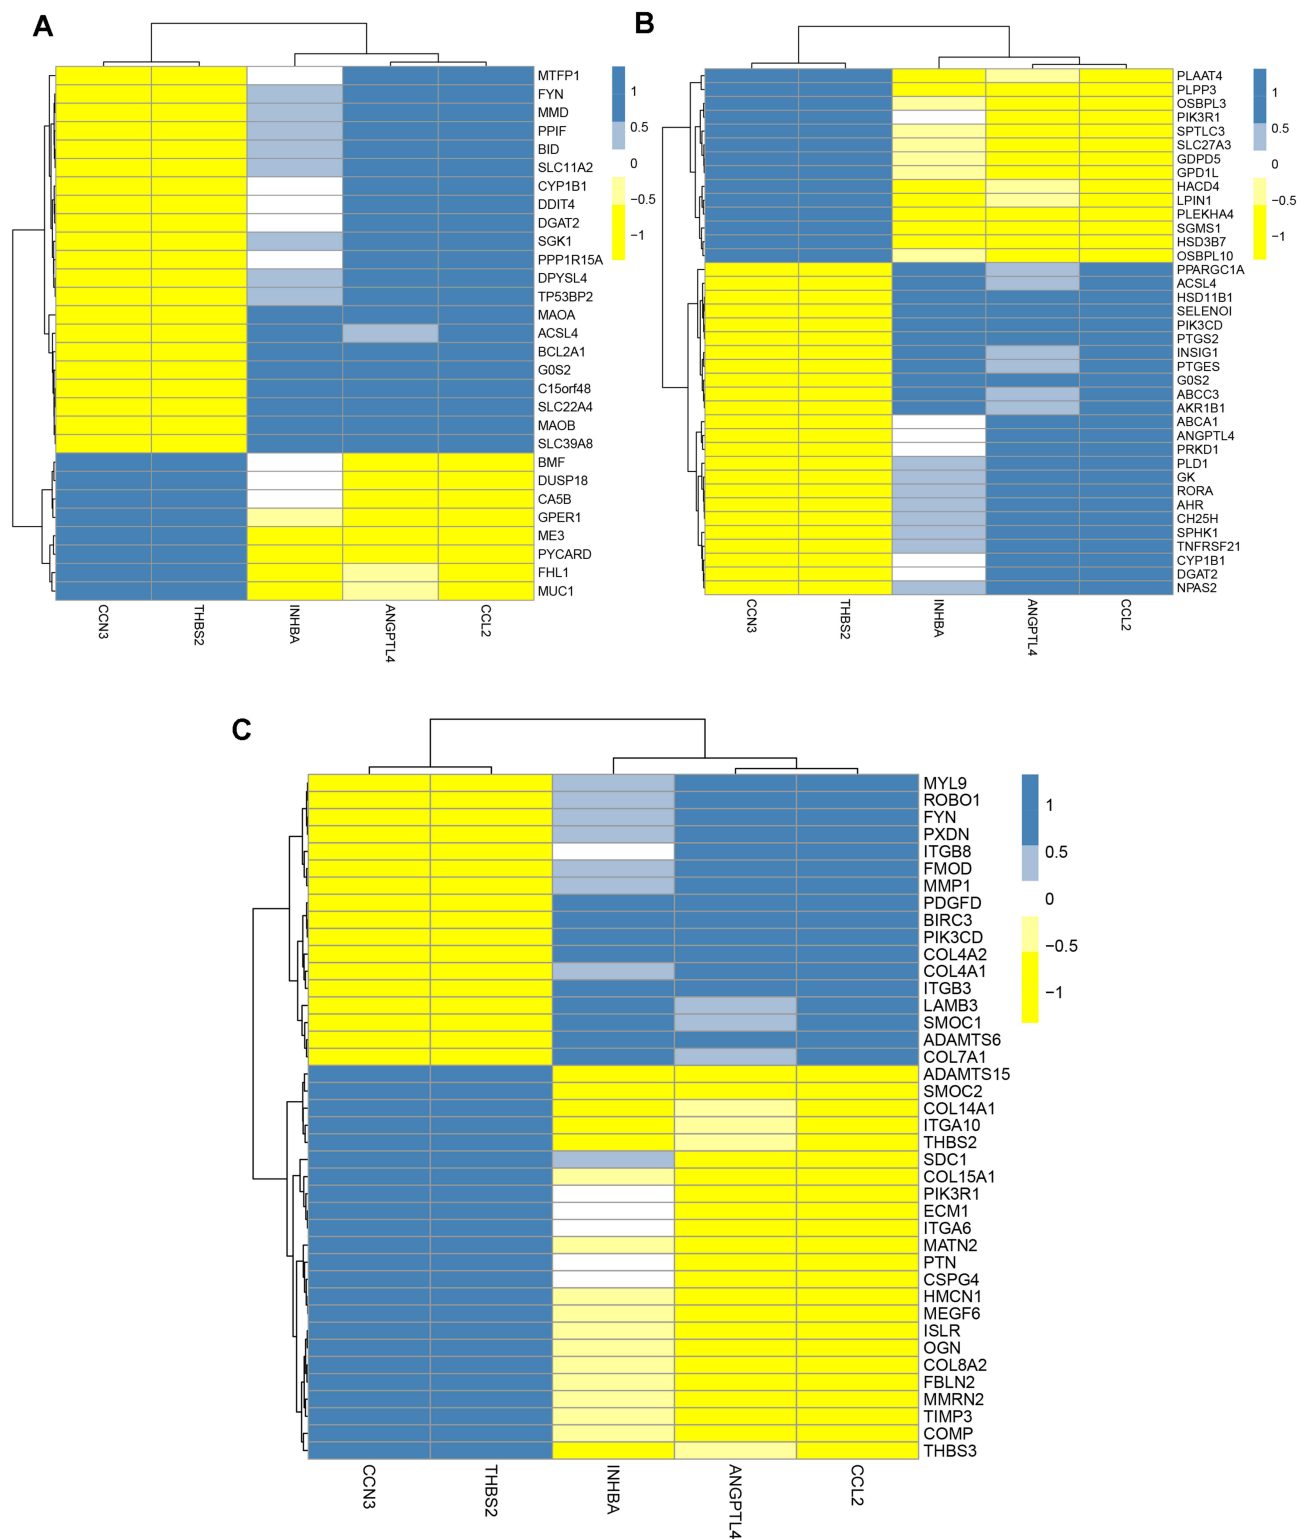 A
MTFP1
FYN
MMD
PPIF
BID
SLC11A2
CYP1B1
DDIT4
DGAT2
SGK1
PPP1R15A
DPYSL4
TP53BP2
MAOA
ACSL4
BCL2A1
G0S2
C15orf48
SLC22A4
MAOB
SLC39A8
BMF
DUSP18
CA5B
GPER1
ME3
PYCARD
FHL1
MUC1
1
0.5
0
−0.5
−1
CCN3
THBS2
INHBA
ANGPTL4
CCL2
B
PLAAT4
PLPP3
OSBPL3
PIK3R1
SPTLC3
SLC27A3
GDPD5
GPD1L
HACD4
LPIN1
PLEKHA4
SGMS1
HSD3B7
OSBPL10
PPARGC1A
ACSL4
HSD11B1
SELENOI
PIK3CD
PTGS2
INSIG1
PTGES
G0S2
ABCC3
AKR1B1
ABCA1
ANGPTL4
PRKD1
PLD1
GK
RORA
AHR
CH25H
SPHK1
TNFRSF21
CYP1B1
DGAT2
NPAS2
1
0.5
0
−0.5
−1
CCN3
THBS2
INHBA
ANGPTL4
CCL2
C
MYL9
ROBO1
FYN
PXDN
ITGB8
FMOD
MMP1
PDGFD
BIRC3
PIK3CD
COL4A2
COL4A1
ITGB3
LAMB3
SMOC1
ADAMTS6
COL7A1
ADAMTS15
SMOC2
COL14A1
ITGA10
THBS2
SDC1
COL15A1
PIK3R1
ECM1
ITGA6
MATN2
PTN
CSPG4
HMCN1
MEGF6
ISLR
OGN
COL8A2
FBLN2
MMRN2
TIMP3
COMP
THBS3
1
0.5
0
−0.5
−1
CCN3
THBS2
INHBA
ANGPTL4
CCL2